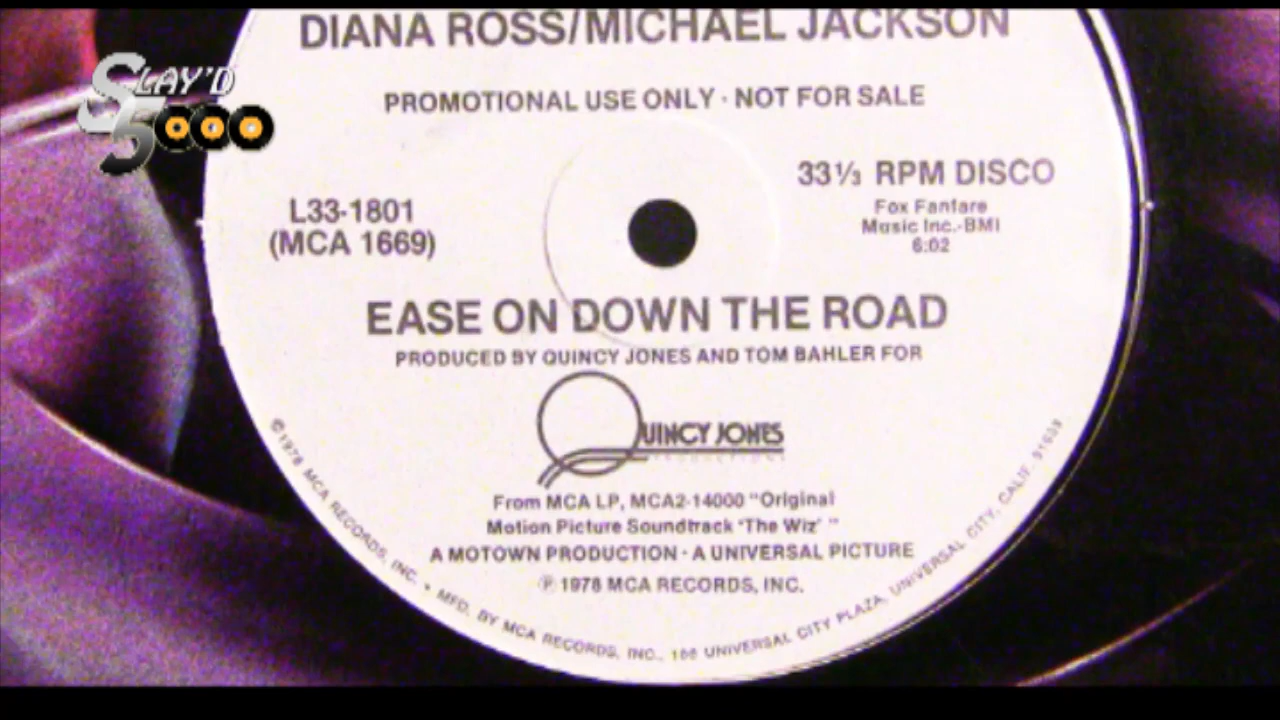 DIANA ROSS/MICHAEL JACKSON
SLAY'D
5000
PROMOTIONAL USE ONLY · NOT FOR SALE
33⅓ RPM DISCO
Fox Fanfare
Music Inc.-BMI
6:02
L33-1801
(MCA 1669)
EASE ON DOWN THE ROAD
PRODUCED BY QUINCY JONES AND TOM BAHLER FOR
QUINCY JONES
PRODUCTIONS
From MCA LP, MCA2-14000 "Original
Motion Picture Soundtrack 'The Wiz' "
A MOTOWN PRODUCTION · A UNIVERSAL PICTURE
℗ 1978 MCA RECORDS, INC.
© 1978 MCA RECORDS, INC. • MFD. BY MCA RECORDS, INC., 100 UNIVERSAL CITY PLAZA, UNIVERSAL CITY, CALIF.